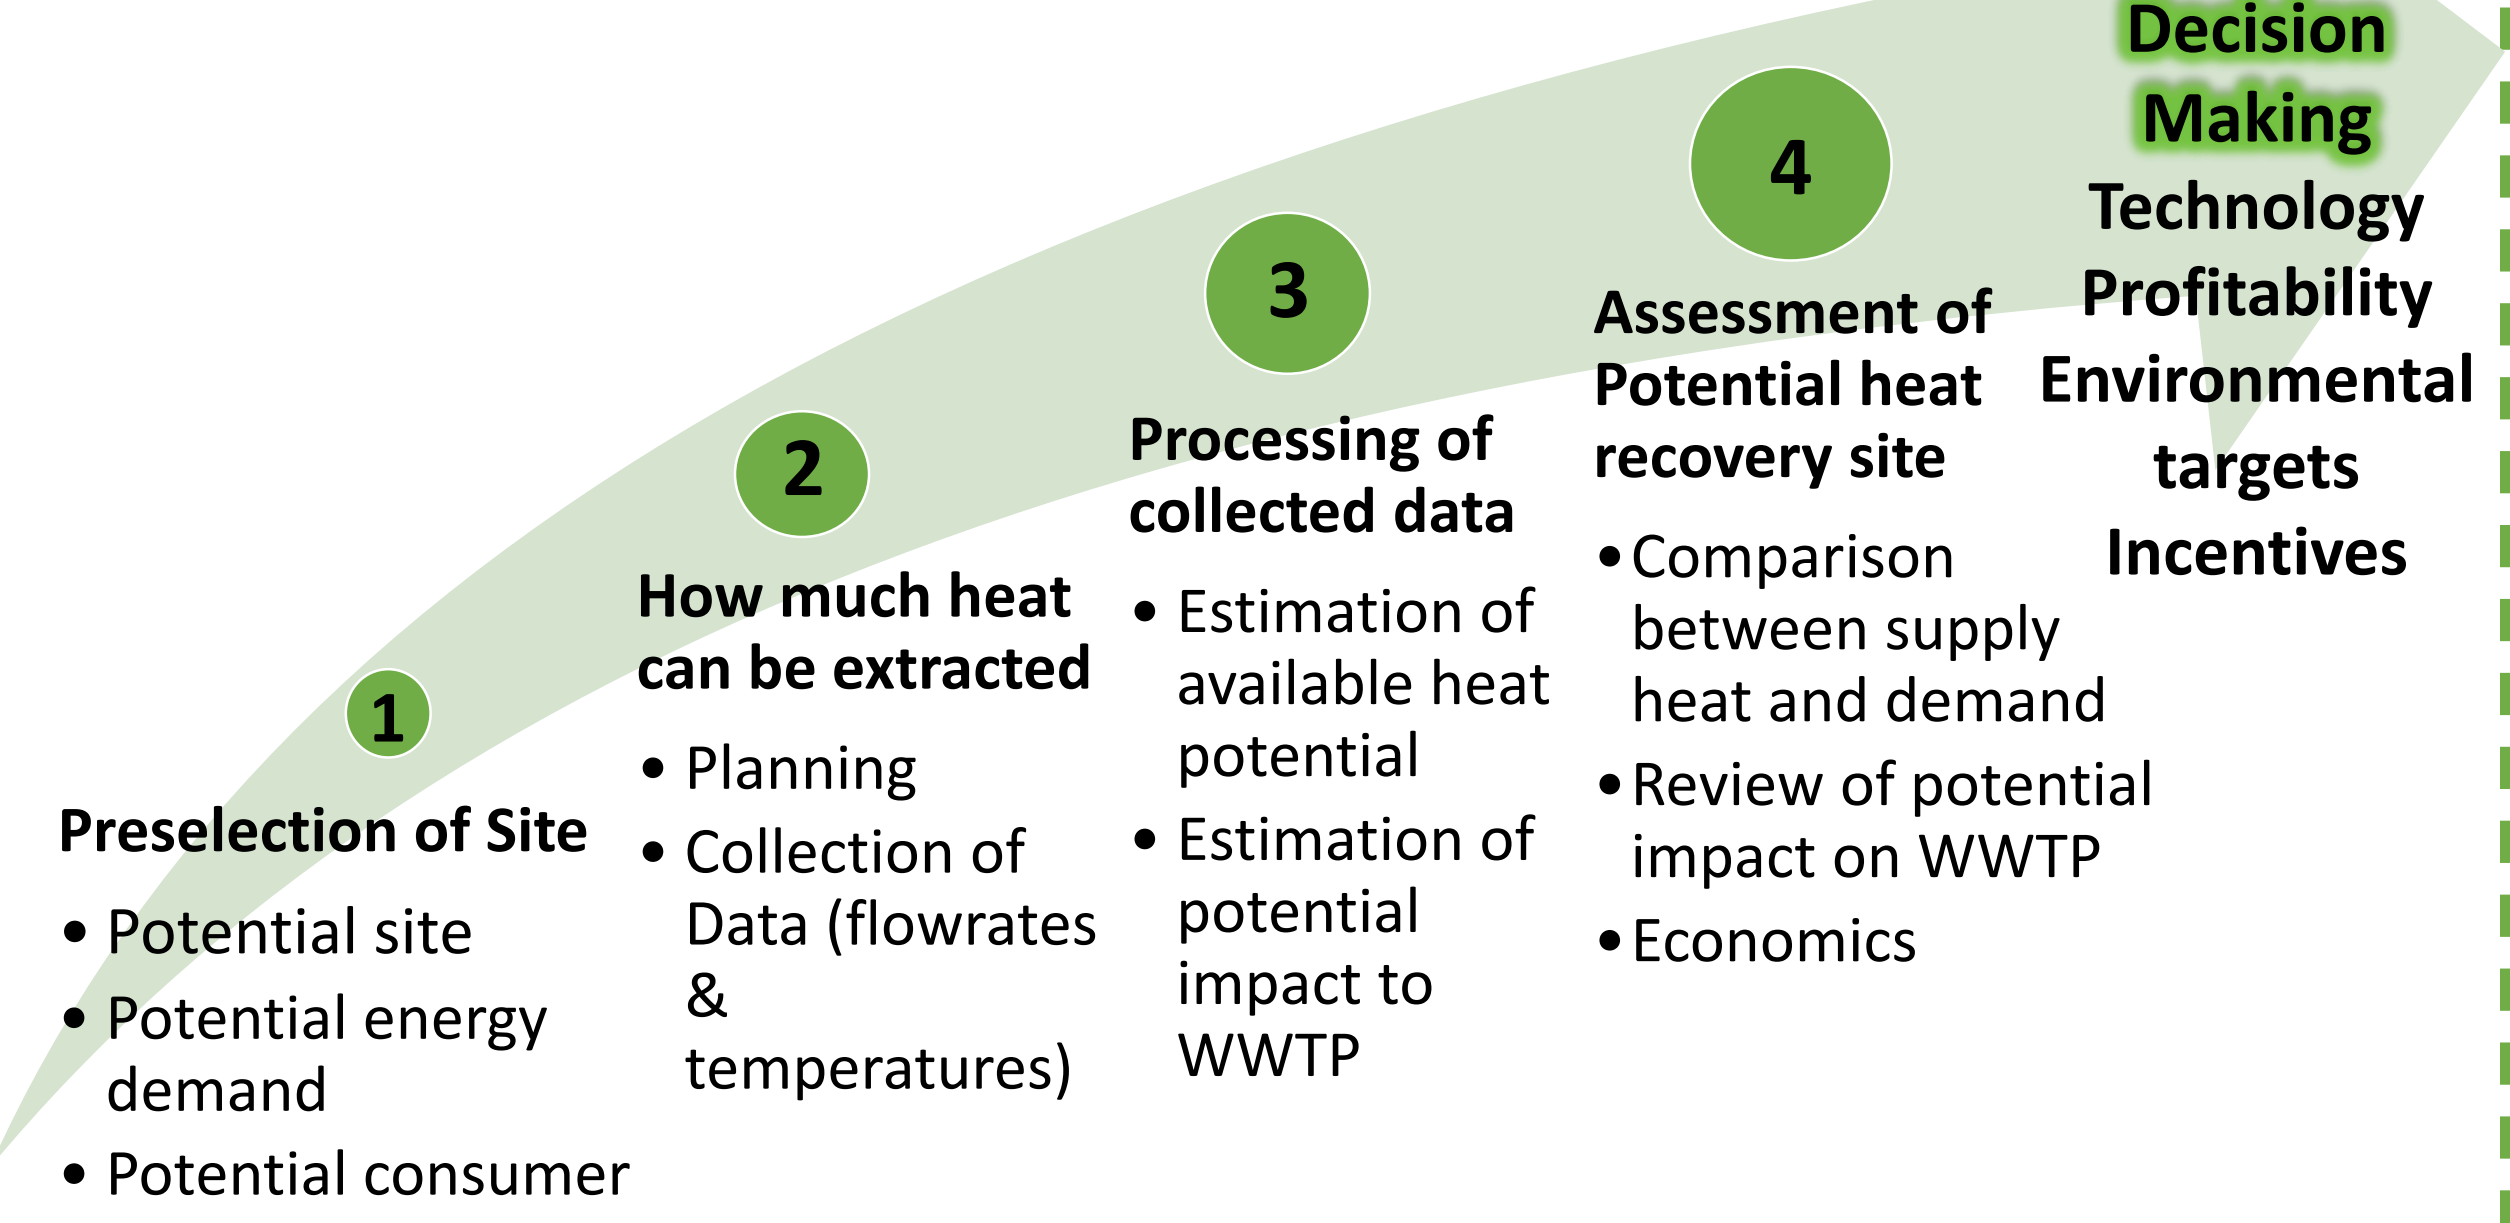 1
Preselection of Site
• Potential site
• Potential energy
demand
• Potential consumer
2
How much heat
can be extracted
• Planning
• Collection of
Data (flowrates
&
temperatures)
3
Processing of
collected data
• Estimation of
available heat
potential
• Estimation of
potential
impact to
WWTP
4
Assessment of
Potential heat
recovery site
• Comparison
between supply
heat and demand
• Review of potential
impact on WWTP
• Economics
Decision
Making
Technology
Profitability
Environmental
targets
Incentives